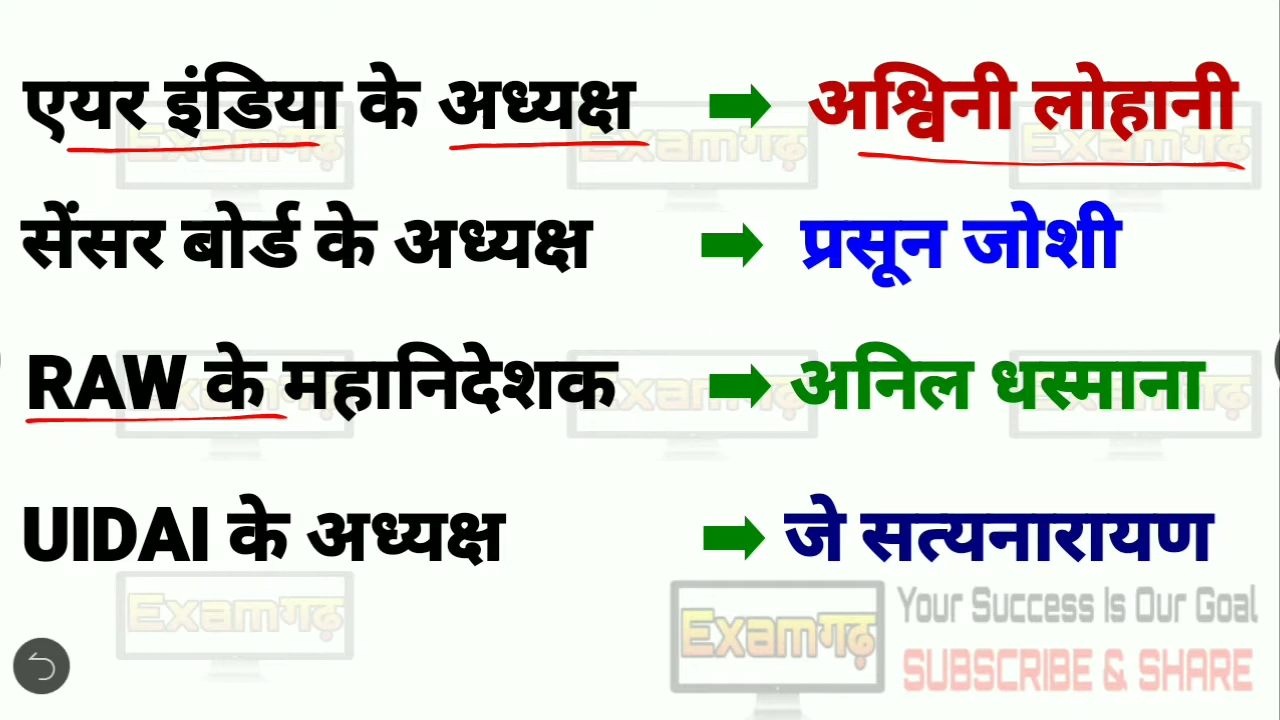 एयर इंडिया के अध्यक्ष ➡ अश्विनी लोहानी
सेंसर बोर्ड के अध्यक्ष ➡ प्रसून जोशी
RAW के महानिदेशक ➡ अनिल धस्माना
UIDAI के अध्यक्ष ➡ जे सत्यनारायण
Examगढ़
Your Success Is Our Goal
SUBSCRIBE & SHARE